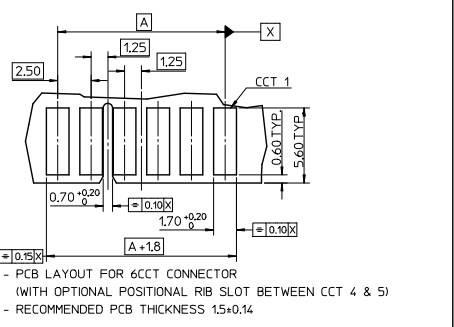 A
X
1.25
2.50
1.25
CCT 1
0.60 TYP.
5.60 TYP.
0.70 +0.20 0
⌯ 0.10 X
1.70 +0.20 0
⌯ 0.10 X
A +1.8
⌯ 0.15 X
- PCB LAYOUT FOR 6CCT CONNECTOR
(WITH OPTIONAL POSITIONAL RIB SLOT BETWEEN CCT 4 & 5)
- RECOMMENDED PCB THICKNESS 1.5±0.14